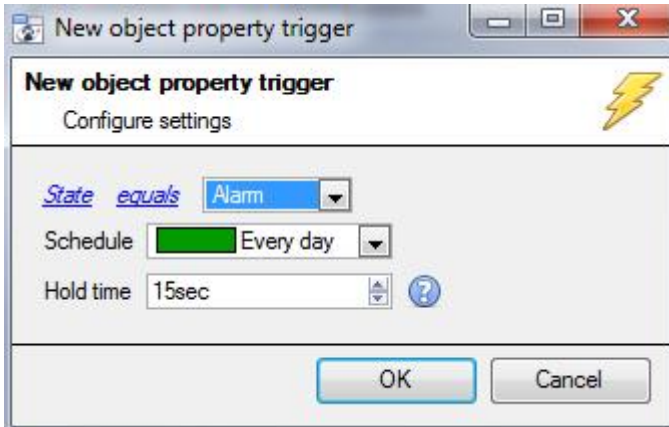 New object property trigger
New object property trigger
Configure settings
State equals Alarm
Schedule Every day
Hold time 15sec ?
OK Cancel